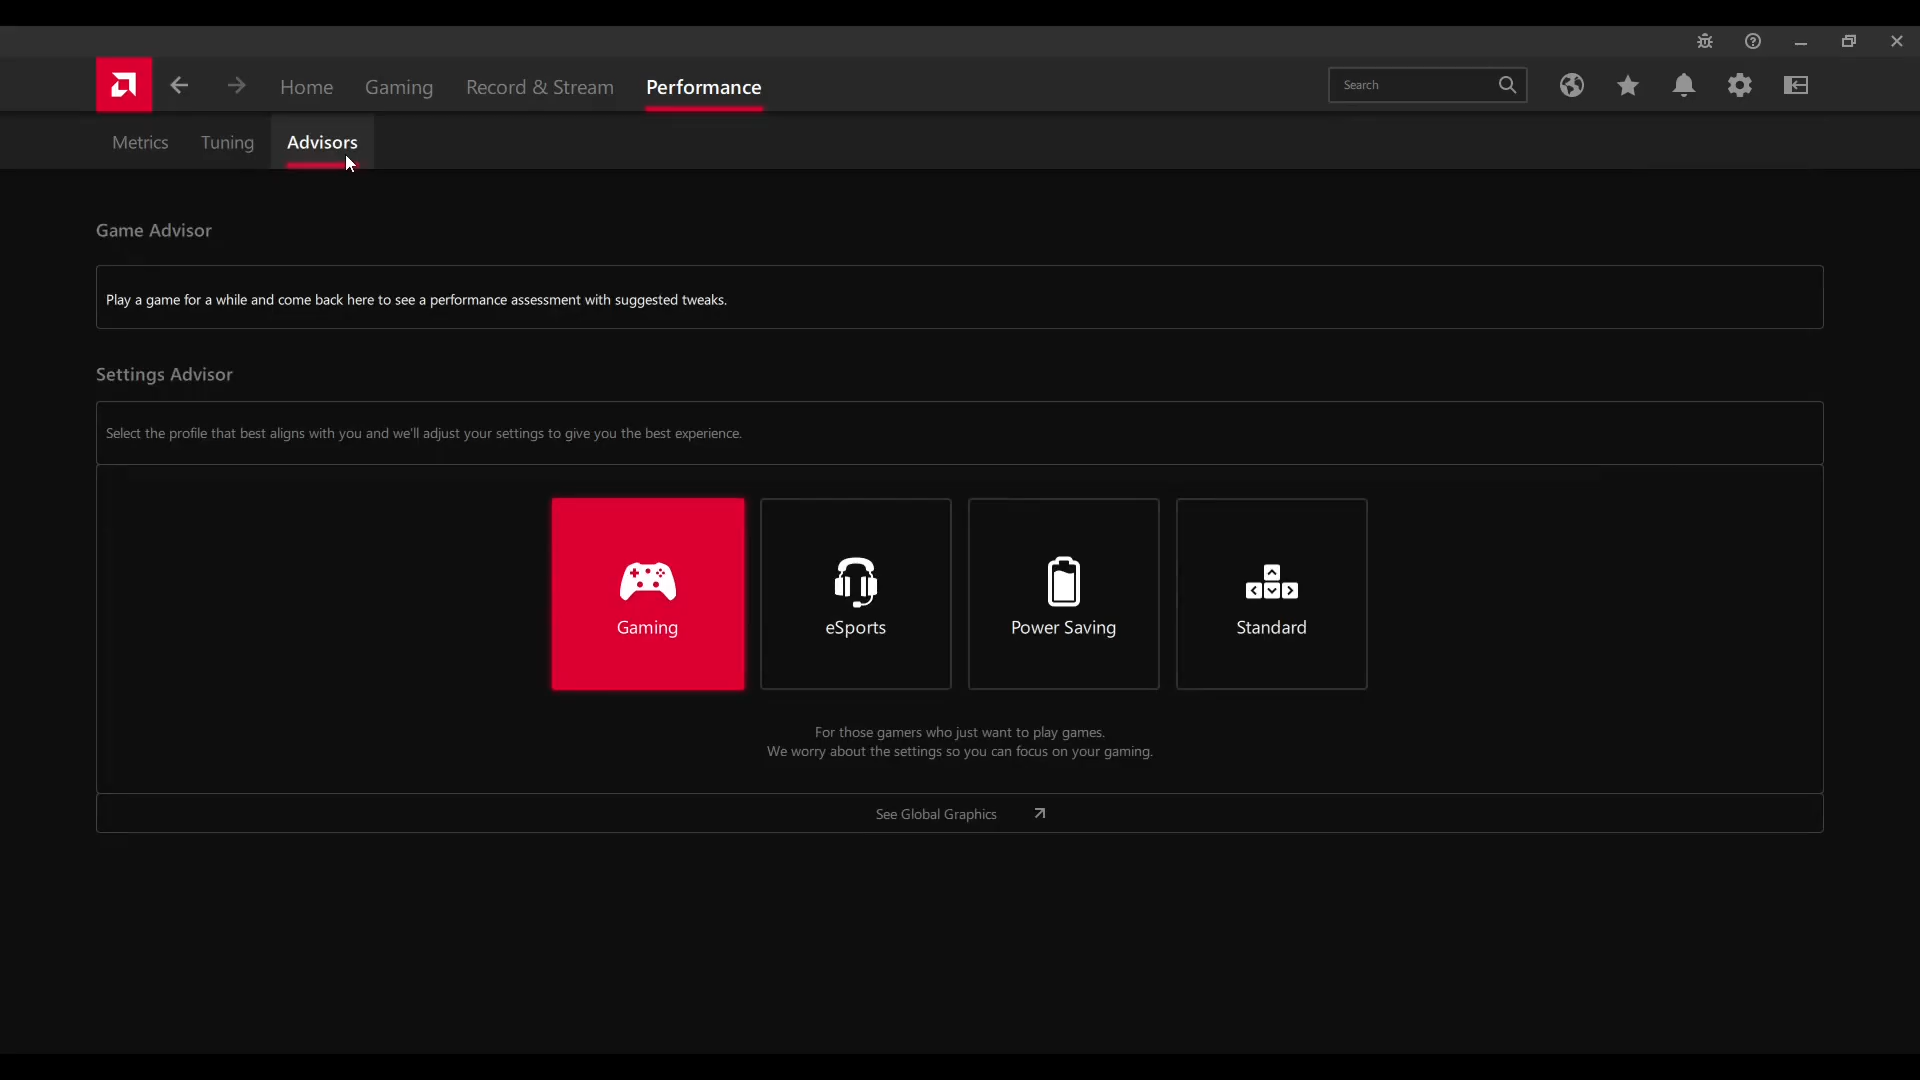 Home
Gaming
Record & Stream
Performance
Search
Metrics
Tuning
Advisors
Game Advisor
Play a game for a while and come back here to see a performance assessment with suggested tweaks.
Settings Advisor
Select the profile that best aligns with you and we'll adjust your settings to give you the best experience.
Gaming
eSports
Power Saving
Standard
For those gamers who just want to play games.
We worry about the settings so you can focus on your gaming.
See Global Graphics